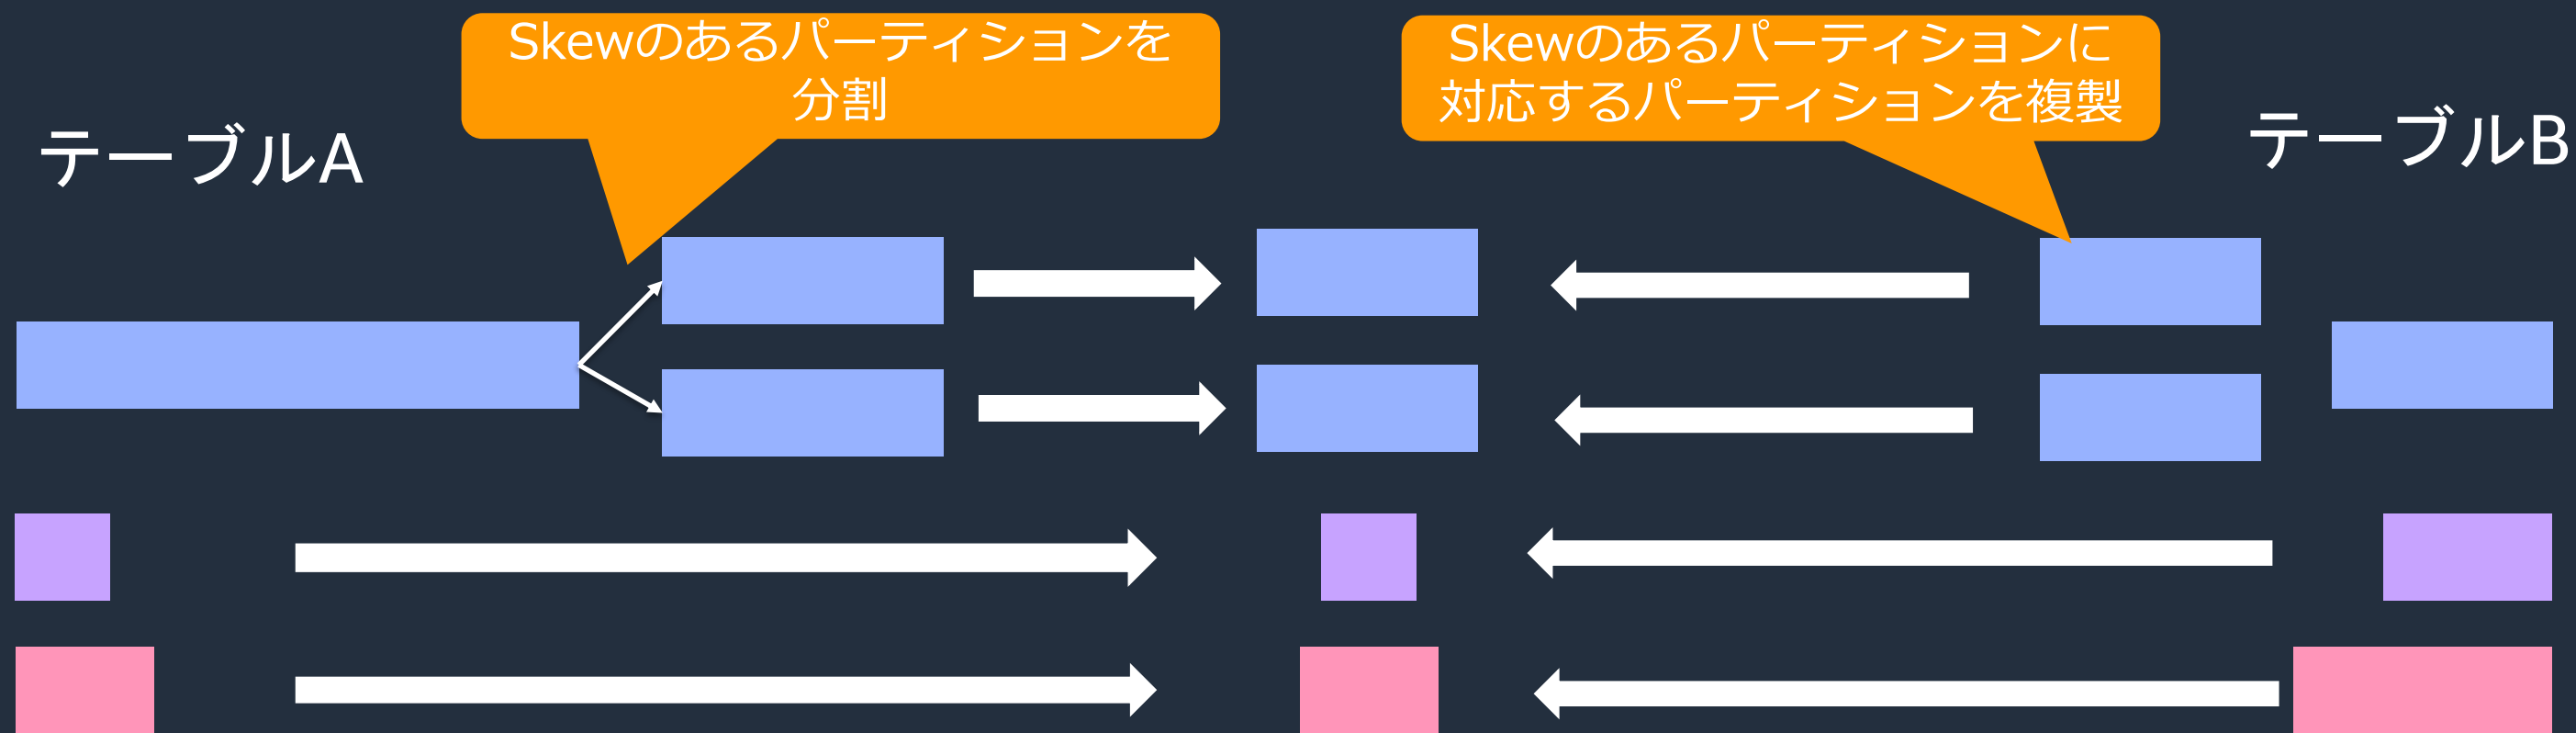 Skewのあるパーティションを
分割
Skewのあるパーティションに
対応するパーティションを複製
テーブルA
テーブルB